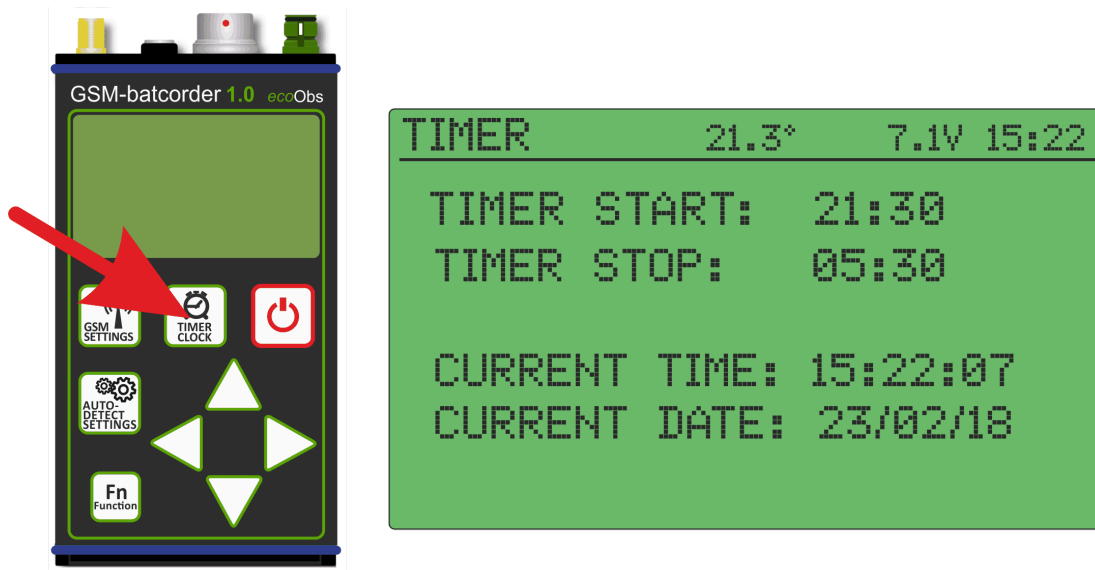 GSM-batcorder 1.0 ecoObs
GSM
SETTINGS
TIMER
CLOCK
AUTO-
DETECT
SETTINGS
Fn
Function
TIMER 21.3° 7.1V 15:22
TIMER START: 21:30
TIMER STOP: 05:30
CURRENT TIME: 15:22:07
CURRENT DATE: 23/02/18